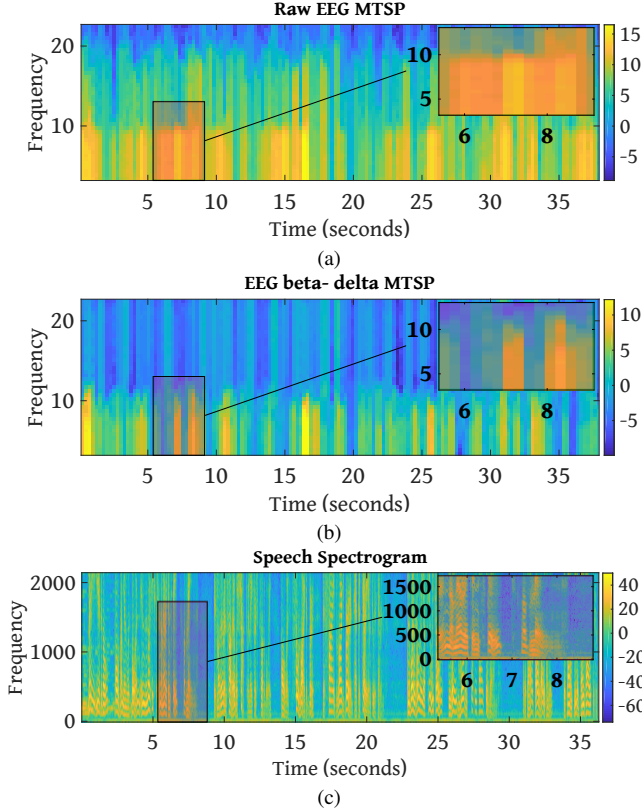 Raw EEG MTSP
20
10
Frequency
5 10 15 20 25 30 35
Time (seconds)
10
5
6 8
15
10
5
0
−5
(a)
EEG beta- delta MTSP
20
10
Frequency
5 10 15 20 25 30 35
Time (seconds)
10
5
6 8
10
5
0
−5
(b)
Speech Spectrogram
2000
1000
0
Frequency
5 10 15 20 25 30 35
Time (seconds)
1500
1000
500
0
6 7 8
40
20
0
−20
−40
−60
(c)